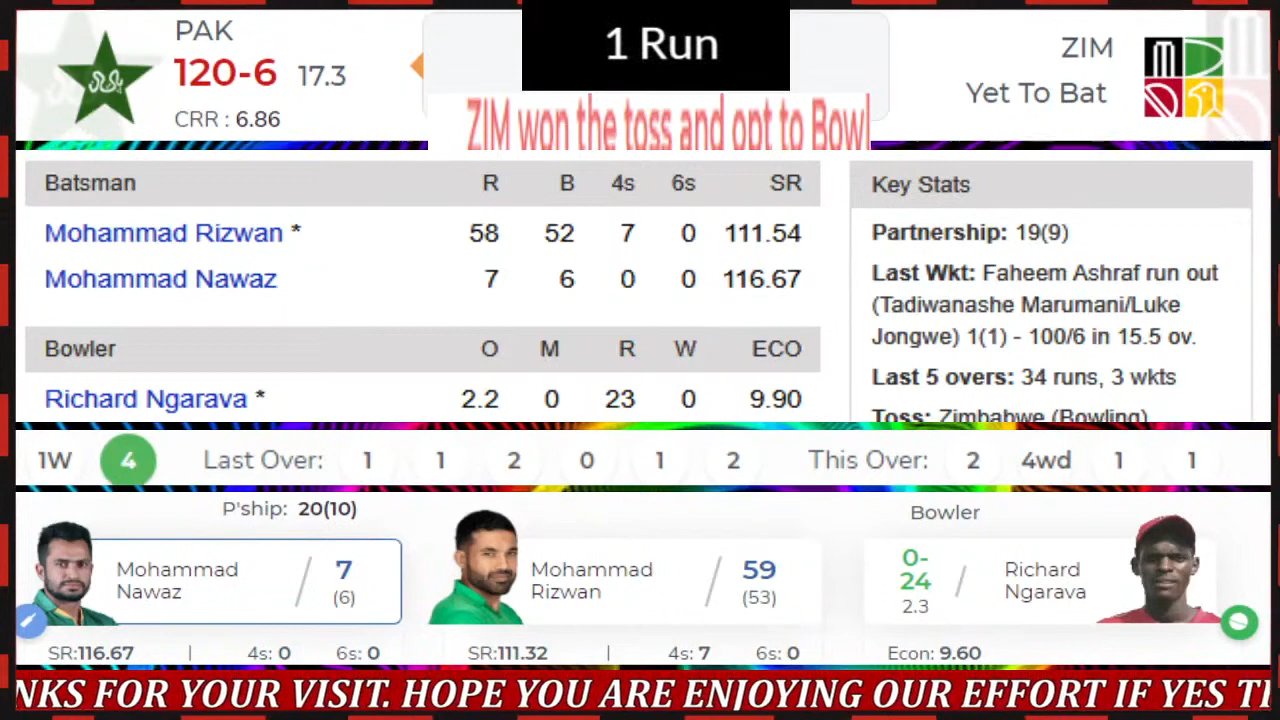 PAK
120-6 17.3
CRR : 6.86
1 Run
ZIM won the toss and opt to Bowl
ZIM
Yet To Bat
Batsman R B 4s 6s SR
Mohammad Rizwan * 58 52 7 0 111.54
Mohammad Nawaz 7 6 0 0 116.67
Bowler O M R W ECO
Richard Ngarava * 2.2 0 23 0 9.90
Key Stats
Partnership: 19(9)
Last Wkt: Faheem Ashraf run out
(Tadiwanashe Marumani/Luke
Jongwe) 1(1) - 100/6 in 15.5 ov.
Last 5 overs: 34 runs, 3 wkts
Toss: Zimbabwe (Bowling)
1W 4 Last Over: 1 1 2 0 1 2 This Over: 2 4wd 1 1
P'ship: 20(10)
Mohammad
Nawaz
7
(6)
SR:116.67 | 4s: 0 6s: 0
Mohammad
Rizwan
59
(53)
SR:111.32 | 4s: 7 6s: 0
Bowler
0-
24
2.3
Richard
Ngarava
Econ: 9.60
NKS FOR YOUR VISIT. HOPE YOU ARE ENJOYING OUR EFFORT IF YES